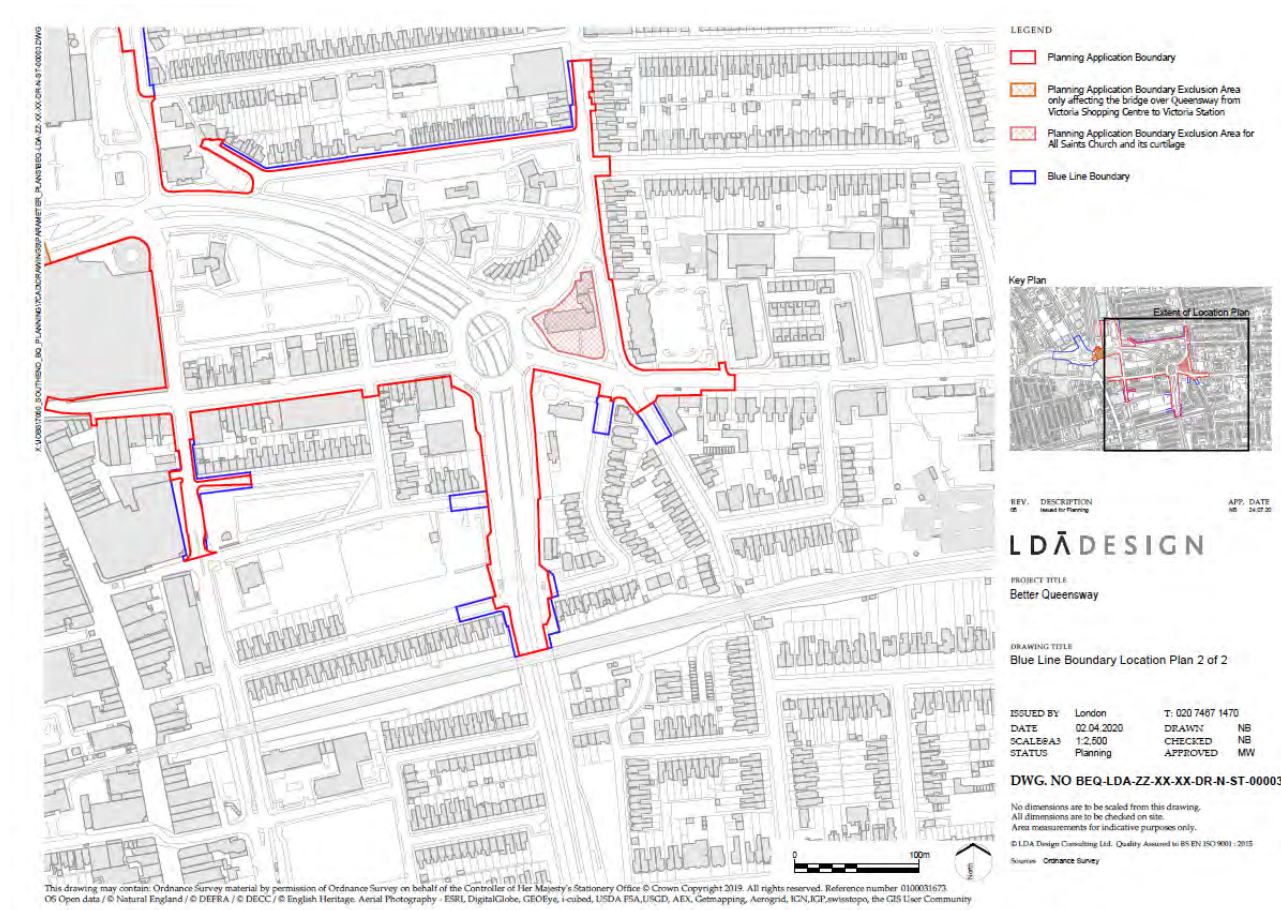 LEGEND
Planning Application Boundary
Planning Application Boundary Exclusion Area
only affecting the bridge over Queensway from
Victoria Shopping Centre to Victoria Station
Planning Application Boundary Exclusion Area for
All Saints Church and its curtilage
Blue Line Boundary
Key Plan
Extent of Location Plan
REV. DESCRIPTION APP. DATE
05 Issued for Planning NB 24.07.20
LDĀDESIGN
PROJECT TITLE
Better Queensway
DRAWING TITLE
Blue Line Boundary Location Plan 2 of 2
ISSUED BY London T: 020 7467 1470
DATE 02.04.2020 DRAWN NB
SCALE@A3 1:2,500 CHECKED NB
STATUS Planning APPROVED MW
DWG. NO BEQ-LDA-ZZ-XX-XX-DR-N-ST-00003
No dimensions are to be scaled from this drawing.
All dimensions are to be checked on site.
Area measurements for indicative purposes only.
© LDA Design Consulting Ltd. Quality Assured to BS EN ISO 9001 : 2015
Sources Ordnance Survey
0 100m
North
This drawing may contain: Ordnance Survey material by permission of Ordnance Survey on behalf of the Controller of Her Majesty's Stationery Office © Crown Copyright 2019. All rights reserved. Reference number 0100031673.
OS Open data / © Natural England / © DEFRA / © DECC / © English Heritage. Aerial Photography - ESRI, DigitalGlobe, GEOEye, i-cubed, USDA FSA, USGD, AEX, Getmapping, Aerogrid, IGN, IGP, swisstopo, the GIS User Community